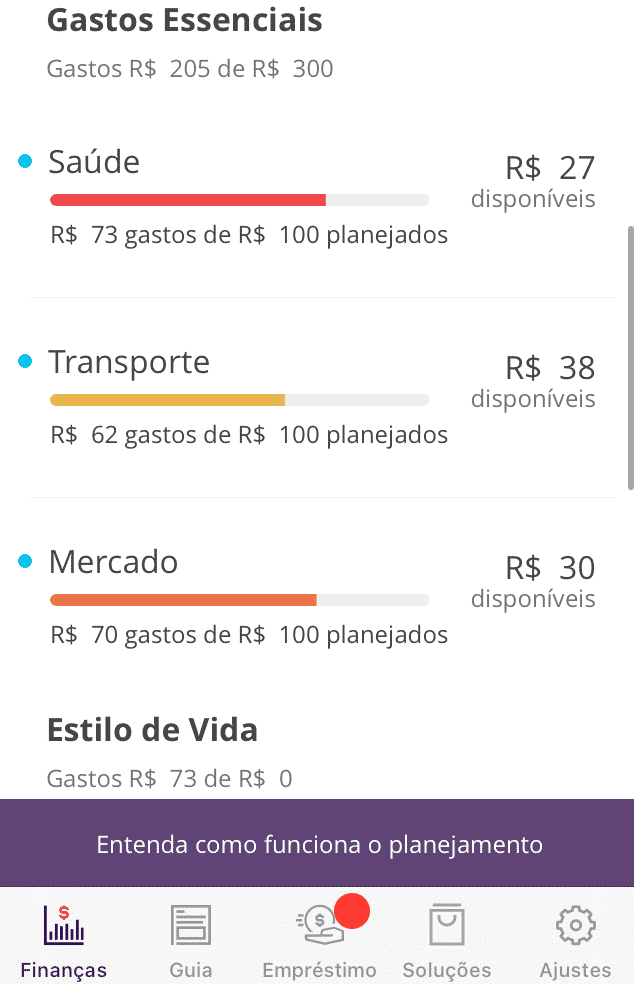 Gastos Essenciais
Gastos R$ 205 de R$ 300
Saúde
R$ 27
disponíveis
R$ 73 gastos de R$ 100 planejados
Transporte
R$ 38
disponíveis
R$ 62 gastos de R$ 100 planejados
Mercado
R$ 30
disponíveis
R$ 70 gastos de R$ 100 planejados
Estilo de Vida
Gastos R$ 73 de R$ 0
Entenda como funciona o planejamento
$ $
Finanças Guia Empréstimo Soluções Ajustes